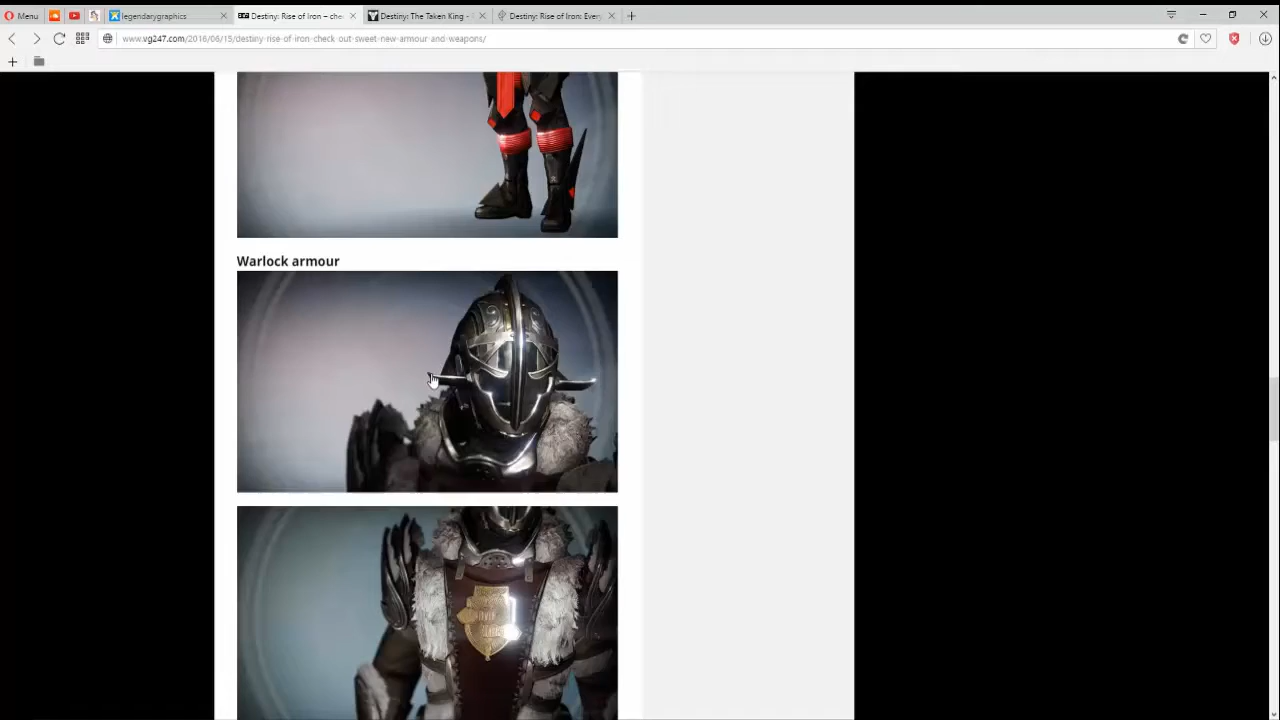 Menu
legendarygraphics
Destiny: Rise of Iron – che
Destiny: The Taken King -
Destiny: Rise of Iron: Every
www.vg247.com/2016/06/15/destiny-rise-of-iron-check-out-sweet-new-armour-and-weapons/
Warlock armour